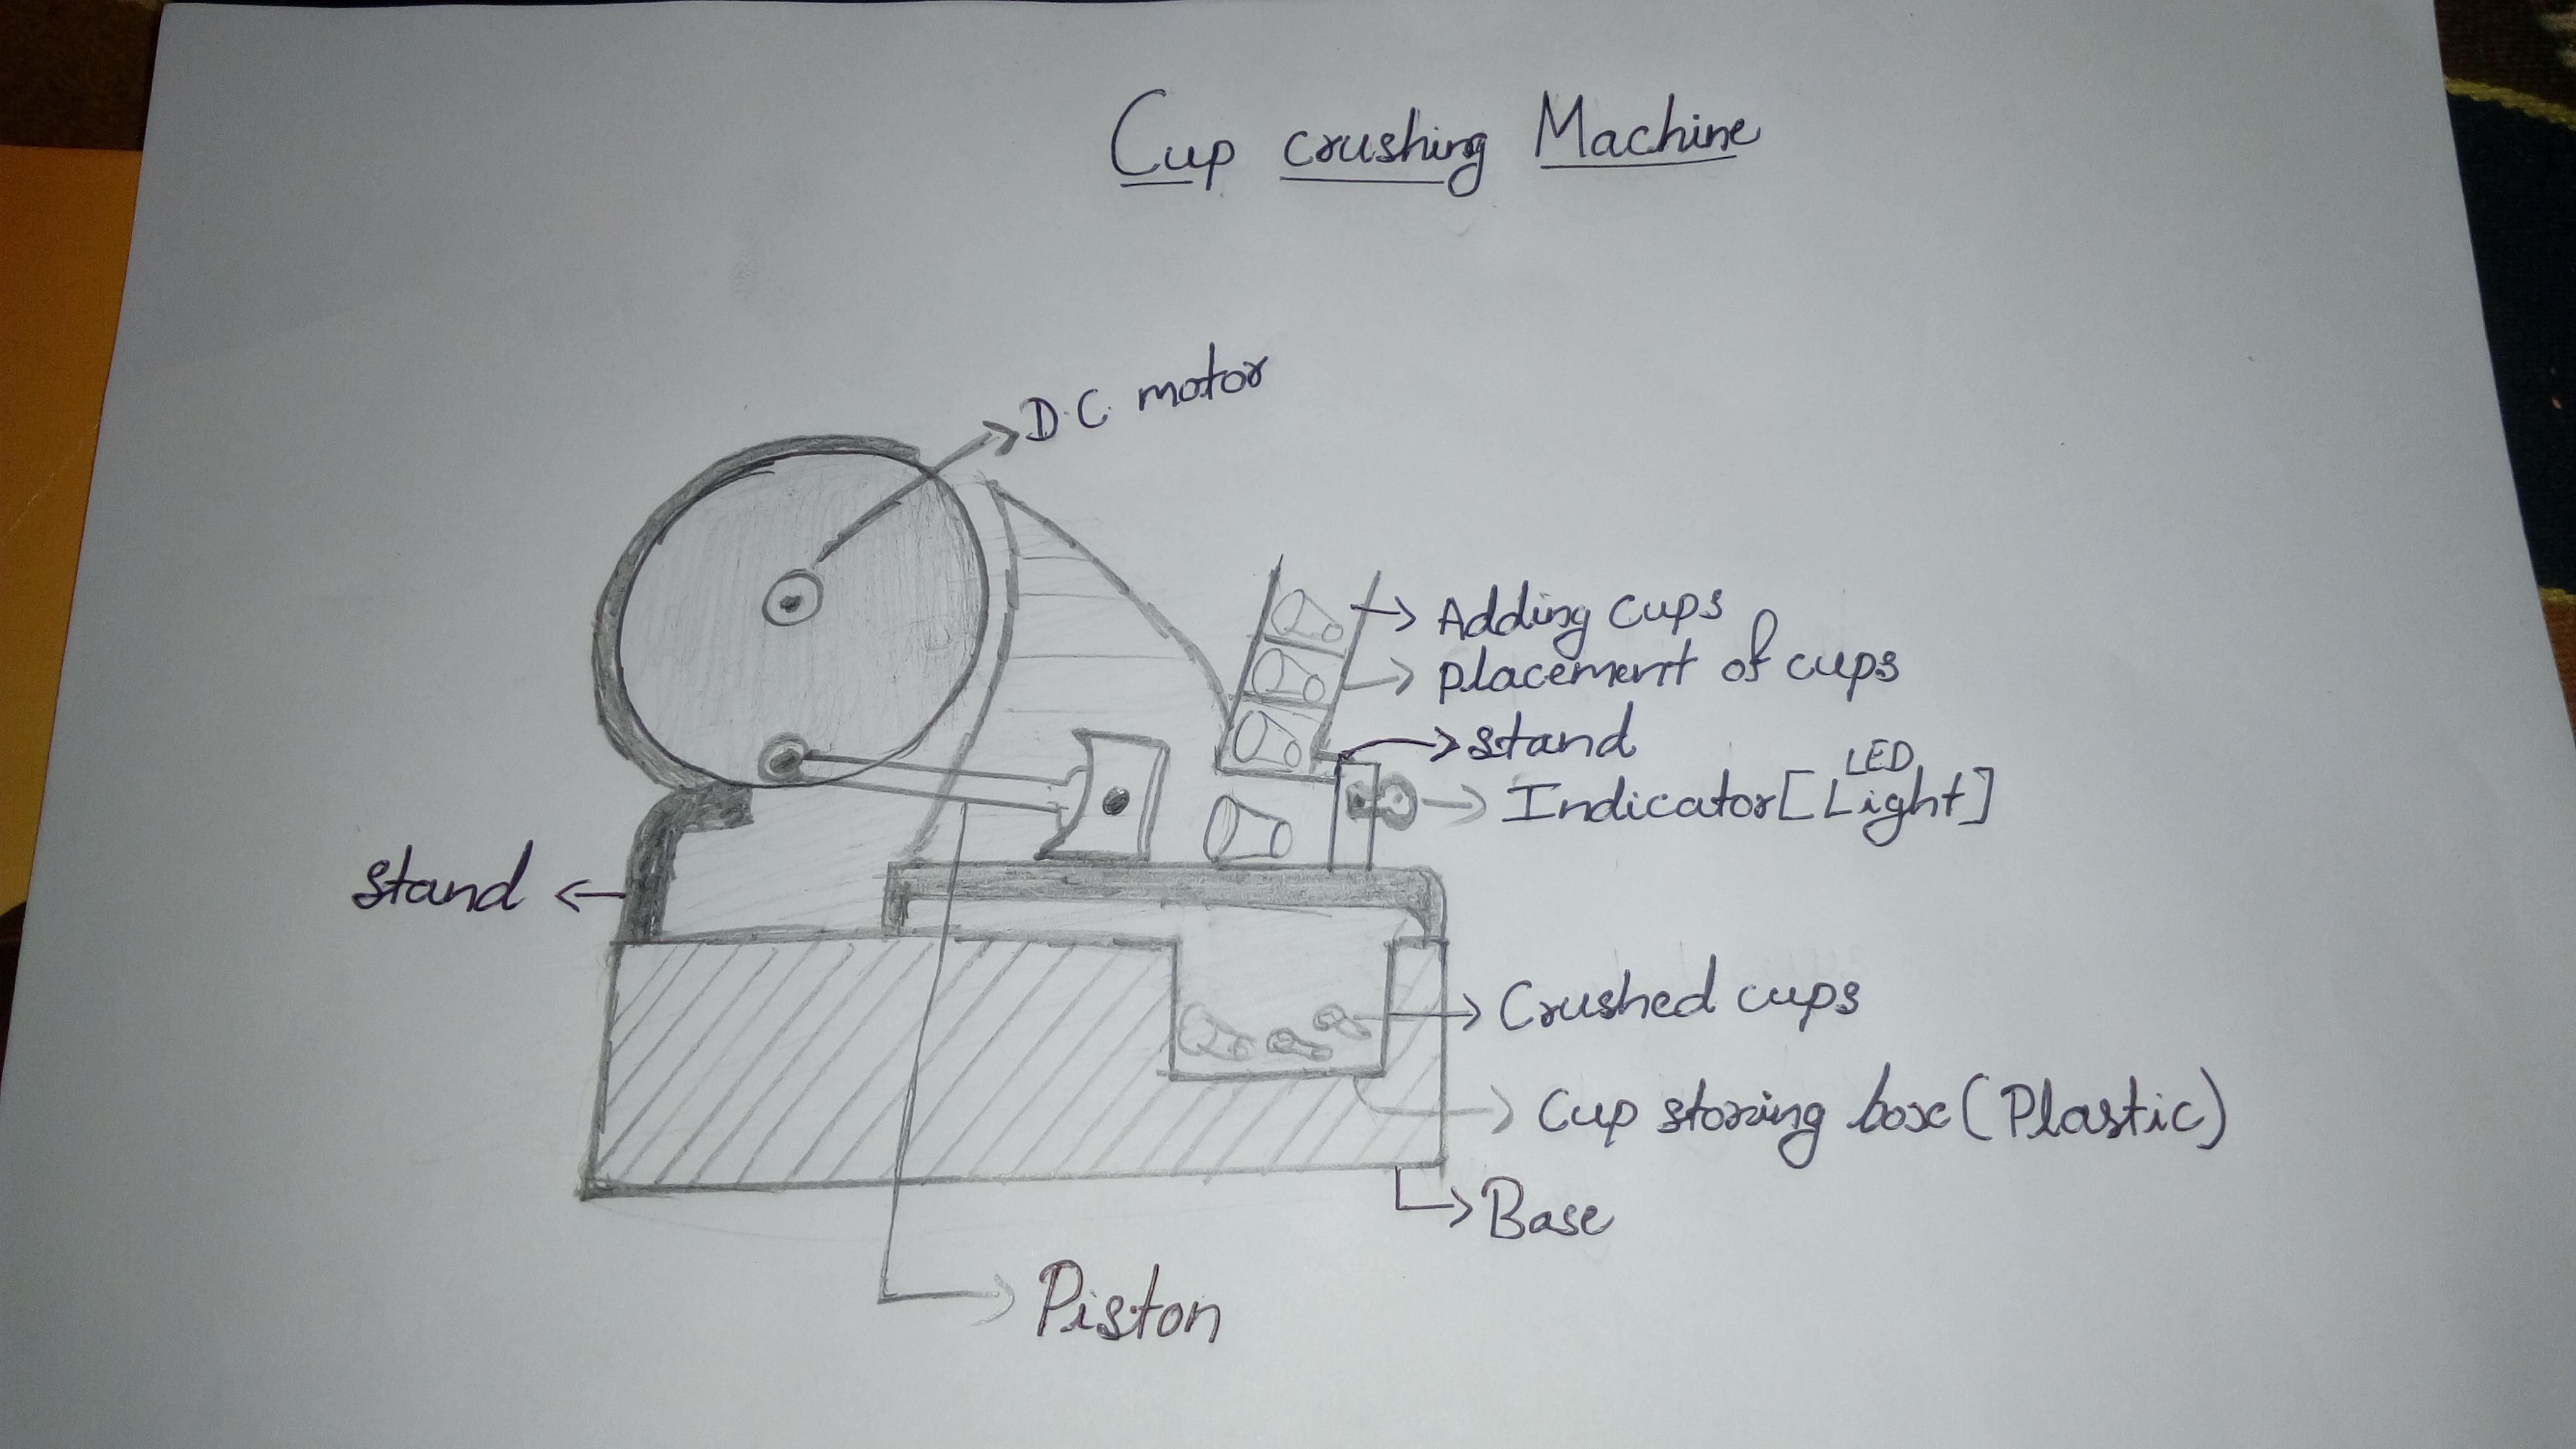 Cup crushing Machine
D.C. motor
Adding cups
placement of cups
stand
LED
Indicator[Light]
stand
Crushed cups
Cup storing box (Plastic)
Base
Piston